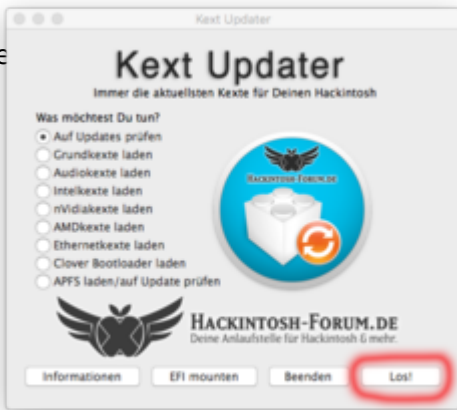 Kext Updater
Kext Updater
Immer die aktuellsten Kexte für Deinen Hackintosh
Was möchtest Du tun?
Auf Updates prüfen
Grundkexte laden
Audiokexte laden
Intelkexte laden
nVidiakexte laden
AMDkexte laden
Ethernetkexte laden
Clover Bootloader laden
APFS laden/auf Update prüfen
HACKINTOSH-FORUM.DE
HACKINTOSH-FORUM.DE
Deine Anlaufstelle für Hackintosh & mehr.
Informationen
EFI mounten
Beenden
Los!